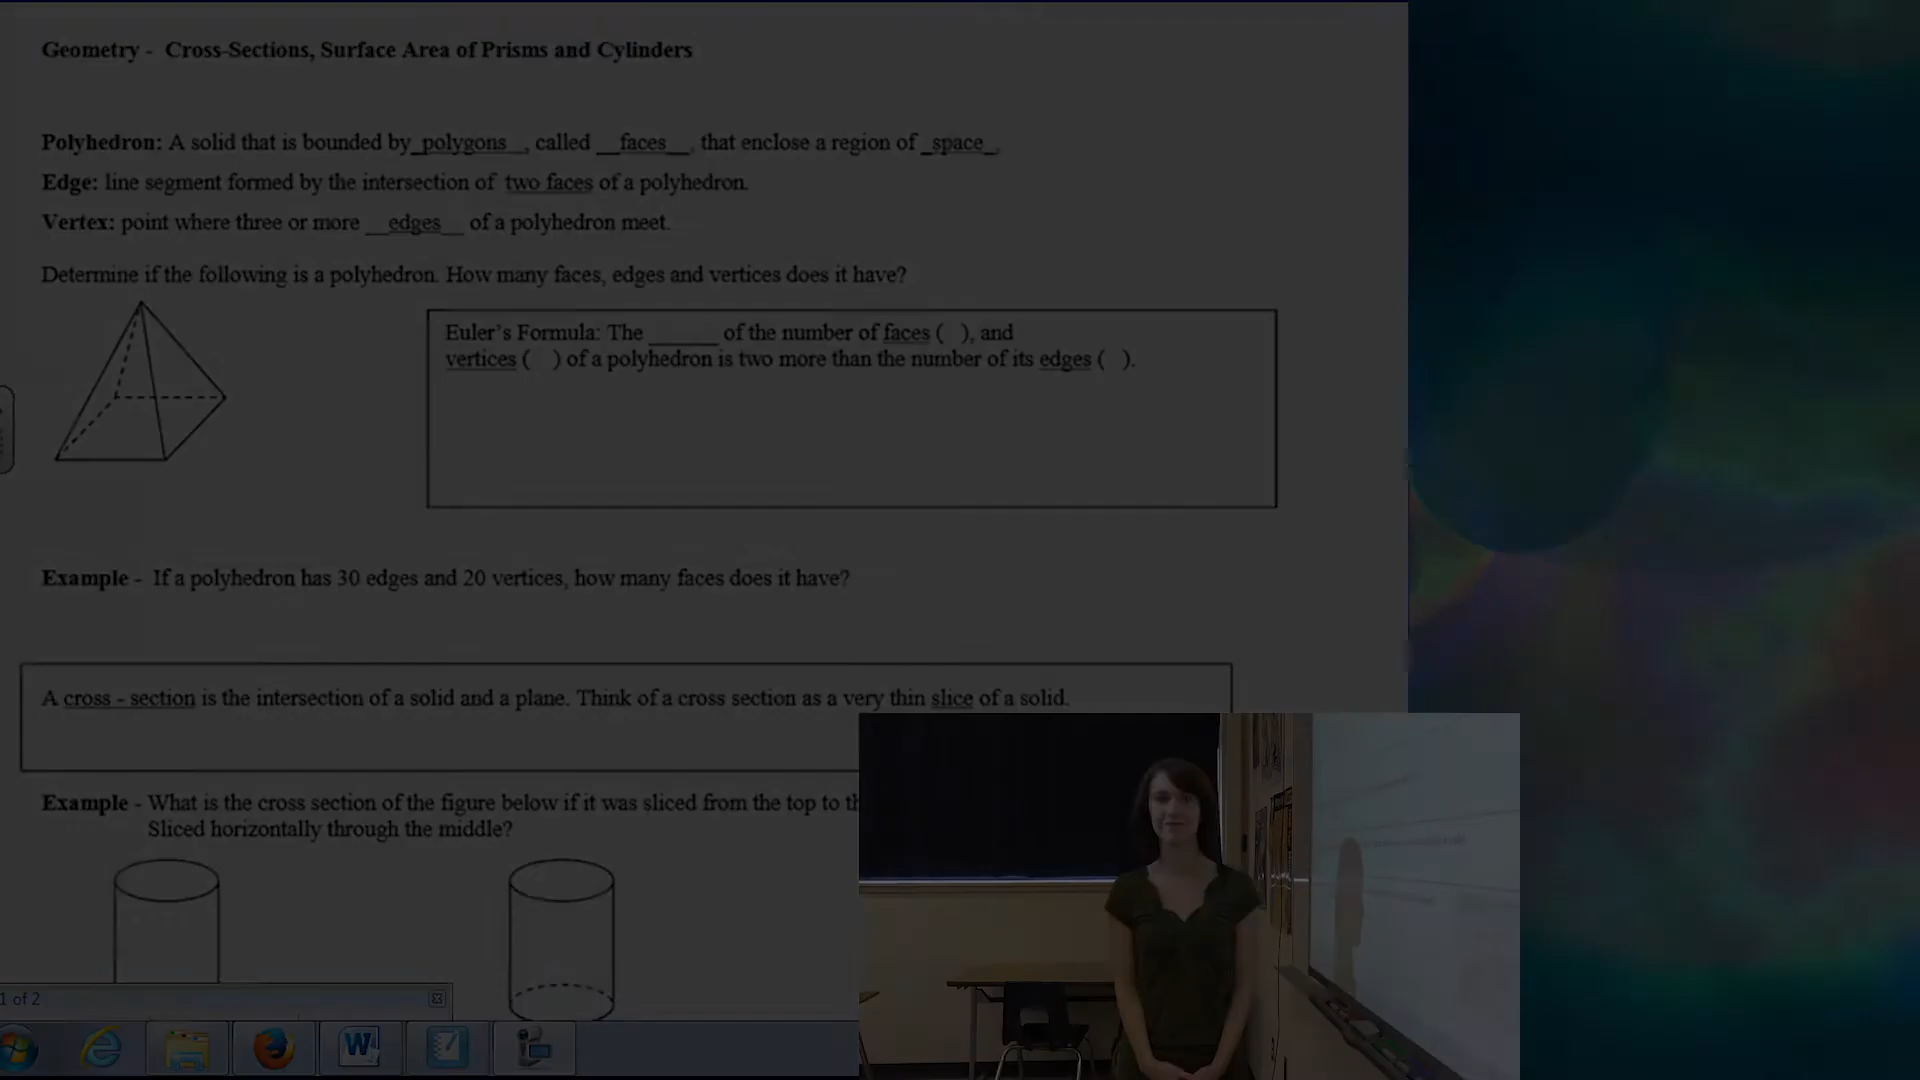 Geometry - Cross-Sections, Surface Area of Prisms and Cylinders
Polyhedron: A solid that is bounded by_polygons__, called __faces__, that enclose a region of _space_.
Edge: line segment formed by the intersection of two faces of a polyhedron.
Vertex: point where three or more __edges__ of a polyhedron meet.
Determine if the following is a polyhedron. How many faces, edges and vertices does it have?
Euler's Formula: The ______ of the number of faces ( ), and
vertices ( ) of a polyhedron is two more than the number of its edges ( ).
Example - If a polyhedron has 30 edges and 20 vertices, how many faces does it have?
A cross - section is the intersection of a solid and a plane. Think of a cross section as a very thin slice of a solid.
Example - What is the cross section of the figure below if it was sliced from the top to
Sliced horizontally through the middle?
1 of 2